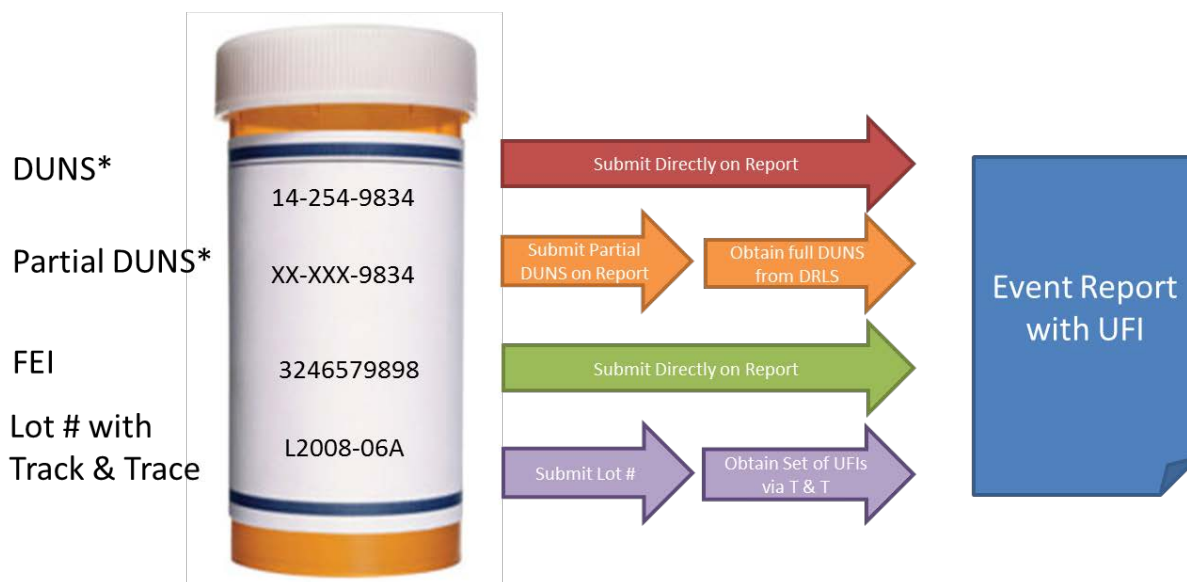 DUNS*
14-254-9834
Submit Directly on Report
Partial DUNS*
XX-XXX-9834
Submit Partial
DUNS on Report
Obtain full DUNS
from DRLS
FEI
3246579898
Submit Directly on Report
Lot # with
Track & Trace
L2008-06A
Submit Lot #
Obtain Set of UFIs
via T & T
Event Report
with UFI